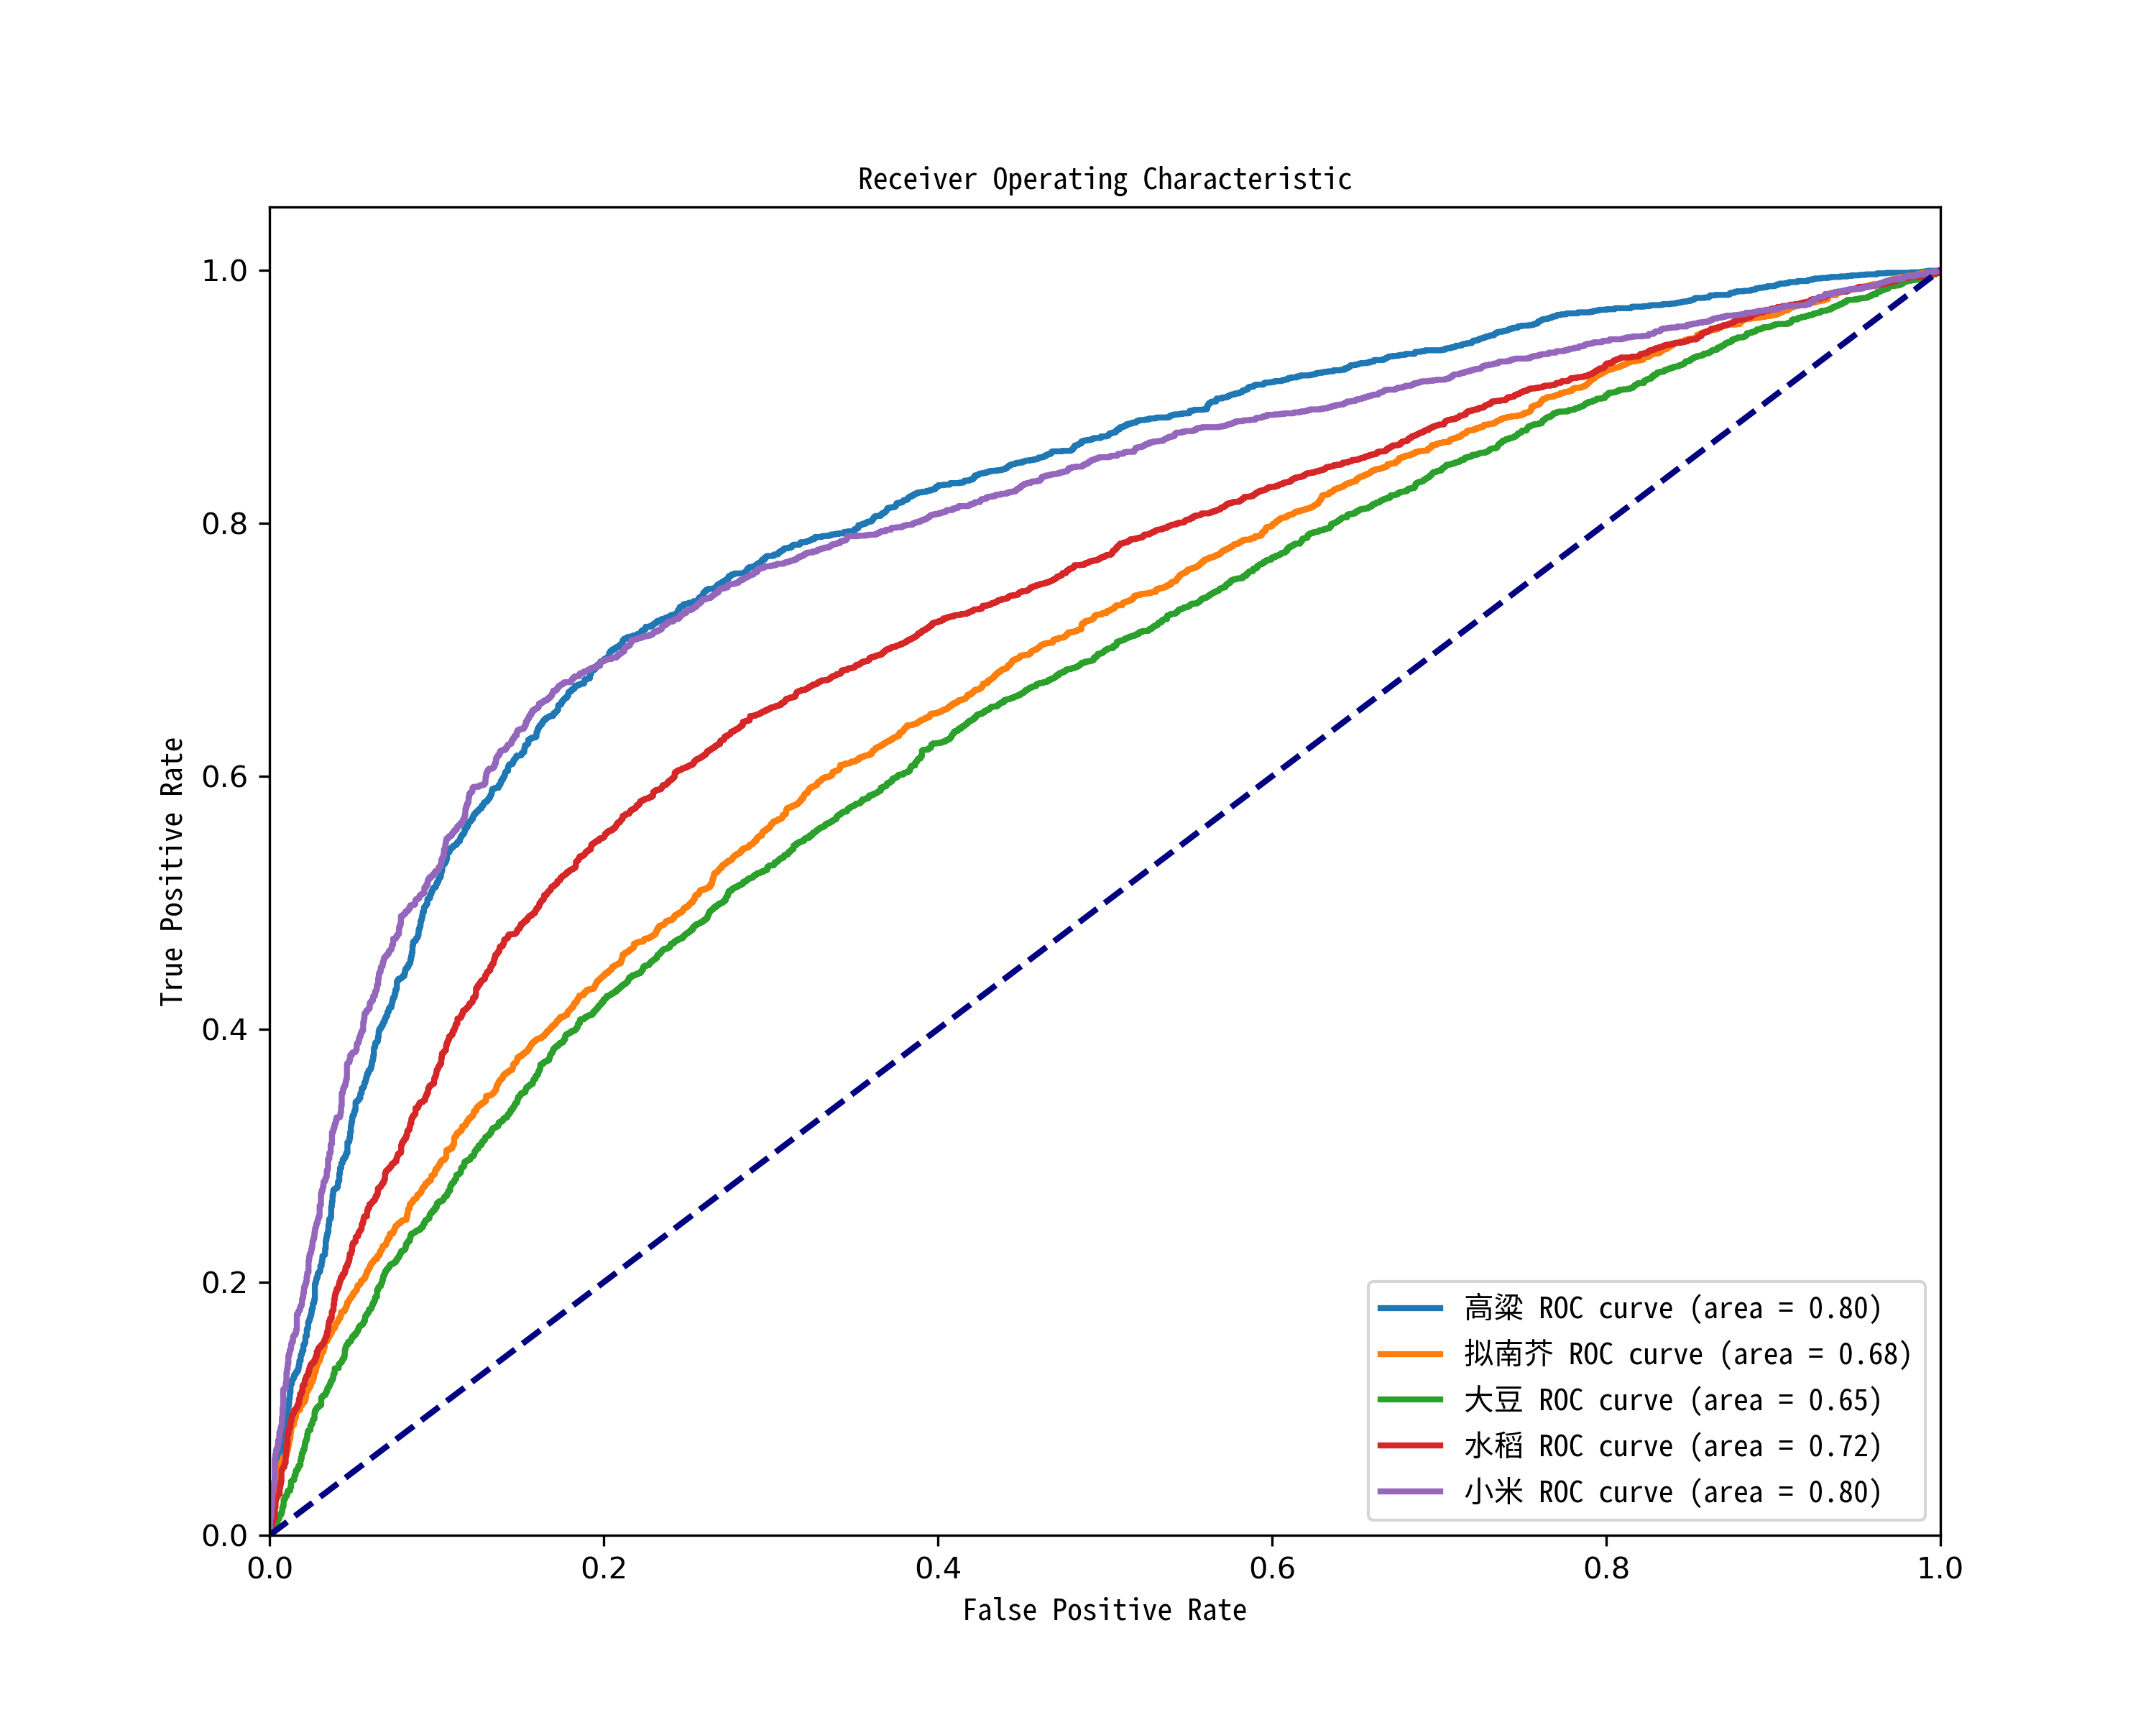 Receiver Operating Characteristic
True Positive Rate
1.0
0.8
0.6
0.4
0.2
0.0
0.0 0.2 0.4 0.6 0.8 1.0
False Positive Rate
高粱 ROC curve (area = 0.80)
拟南芥 ROC curve (area = 0.68)
大豆 ROC curve (area = 0.65)
水稻 ROC curve (area = 0.72)
小米 ROC curve (area = 0.80)